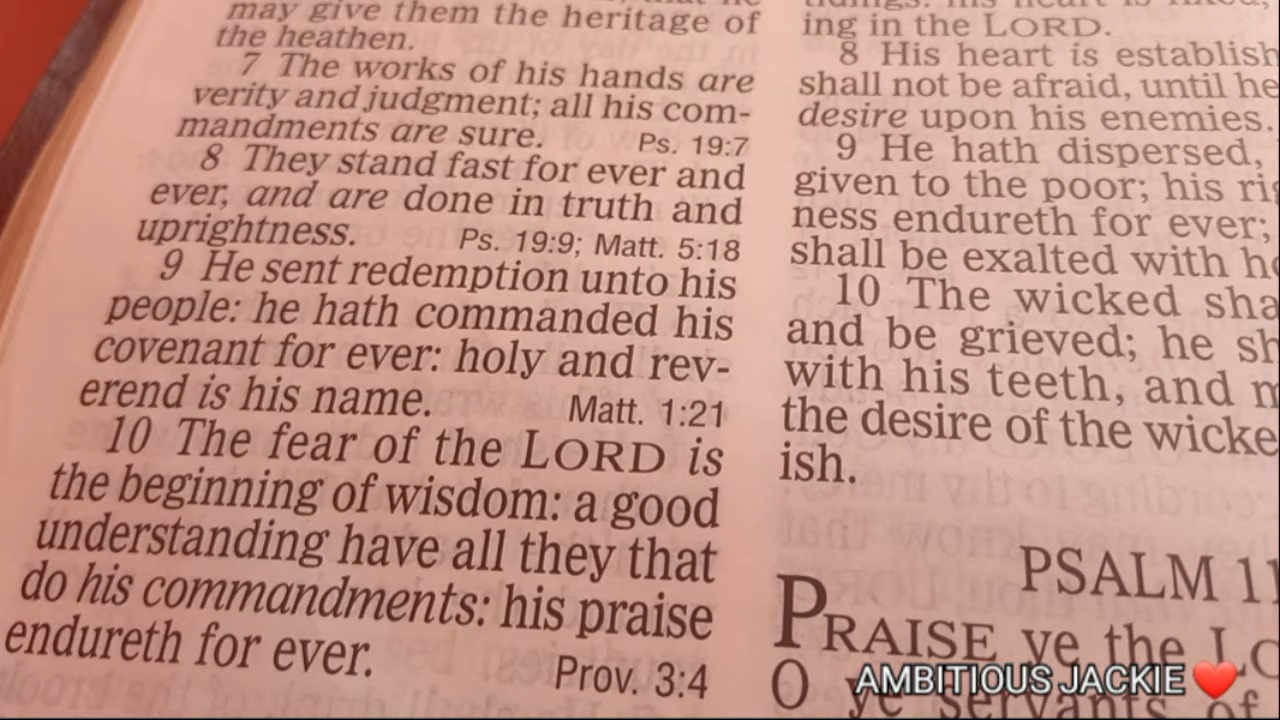 may give them the heritage of
the heathen.
7 The works of his hands are
verity and judgment; all his com-
mandments are sure. Ps. 19:7
8 They stand fast for ever and
ever, and are done in truth and
uprightness. Ps. 19:9; Matt. 5:18
9 He sent redemption unto his
people: he hath commanded his
covenant for ever: holy and rev-
erend is his name. Matt. 1:21
10 The fear of the LORD is
the beginning of wisdom: a good
understanding have all they that
do his commandments: his praise
endureth for ever. Prov. 3:4
ing in the LORD.
8 His heart is establish
shall not be afraid, until he
desire upon his enemies.
9 He hath dispersed,
given to the poor; his
ness endureth for ever;
shall be exalted with
10 The wicked sha
and be grieved; he sh
with his teeth, and
the desire of the wicke
ish.
PSALM 11
PRAISE ye the LO
O ye servants of
AMBITIOUS JACKIE❤️